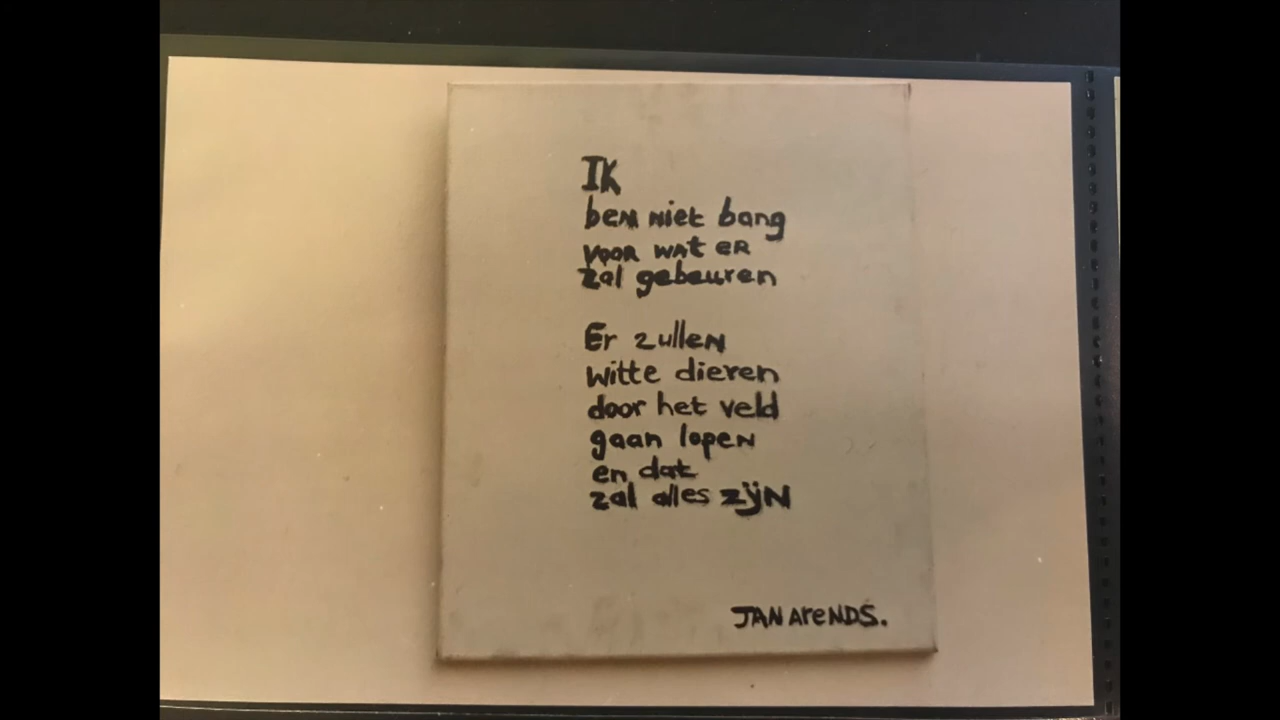 Ik
ben niet bang
voor wat er
zal gebeuren
Er zullen
witte dieren
door het veld
gaan lopen
en dat
zal alles zijn
JAN ArENDS.